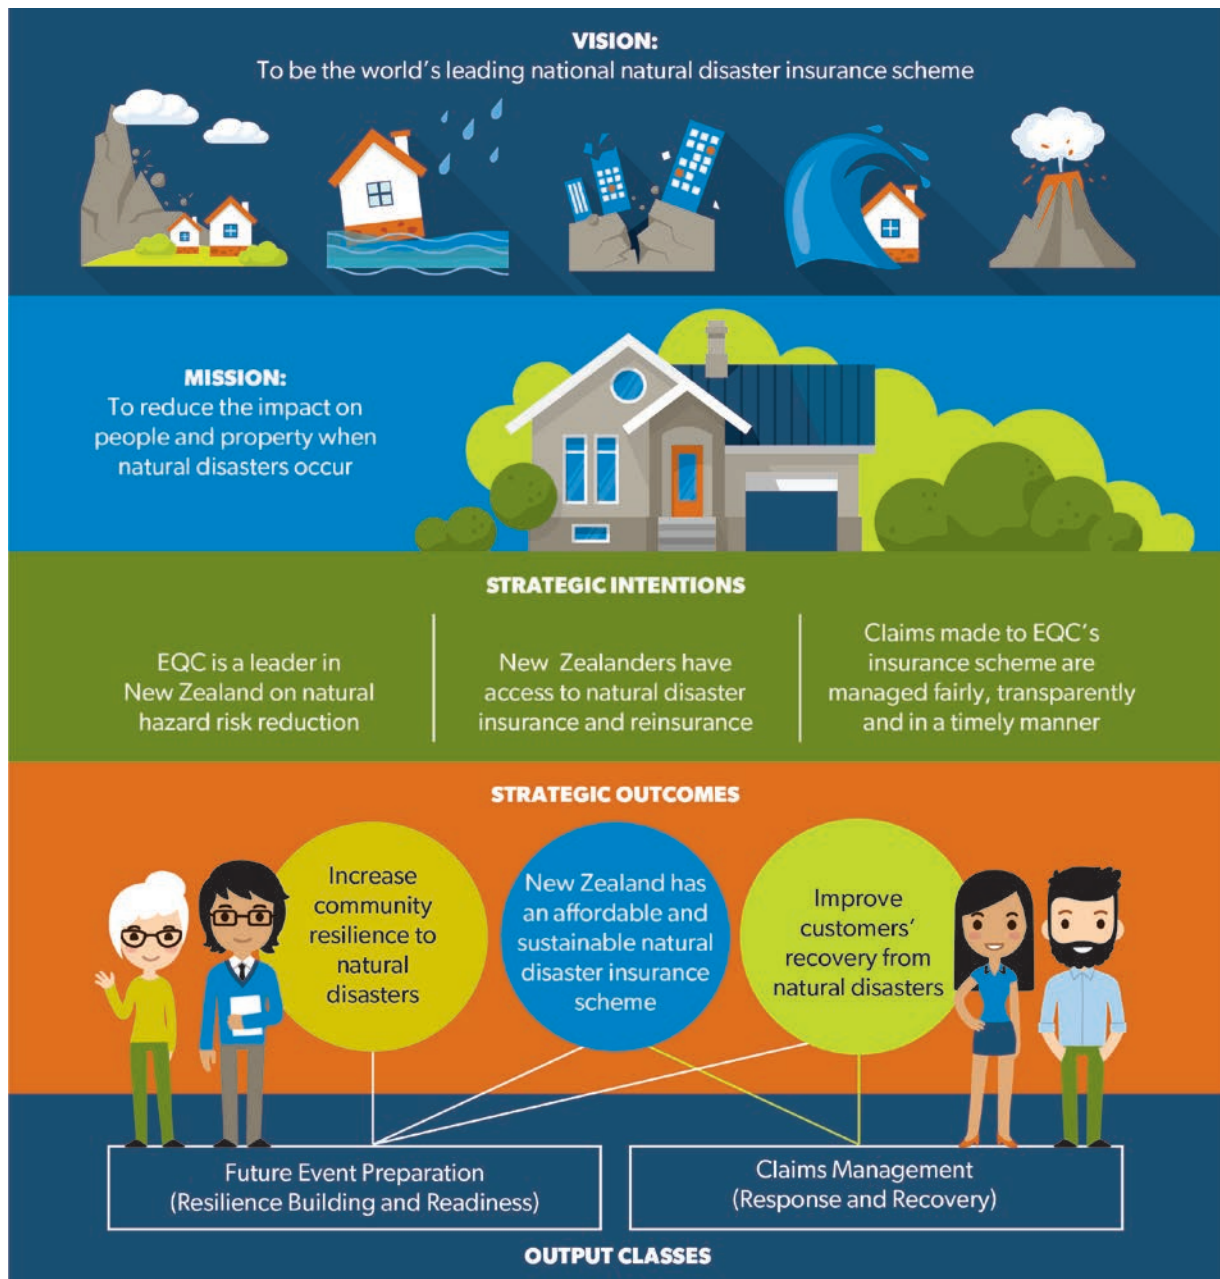 VISION:
To be the world's leading national natural disaster insurance scheme
MISSION:
To reduce the impact on
people and property when
natural disasters occur
STRATEGIC INTENTIONS
EQC is a leader in
New Zealand on natural
hazard risk reduction
New Zealanders have
access to natural disaster
insurance and reinsurance
Claims made to EQC's
insurance scheme are
managed fairly, transparently
and in a timely manner
STRATEGIC OUTCOMES
Increase
community
resilience to
natural
disasters
New Zealand has
an affordable and
sustainable natural
disaster insurance
scheme
Improve
customers'
recovery from
natural disasters
Future Event Preparation
(Resilience Building and Readiness)
Claims Management
(Response and Recovery)
OUTPUT CLASSES